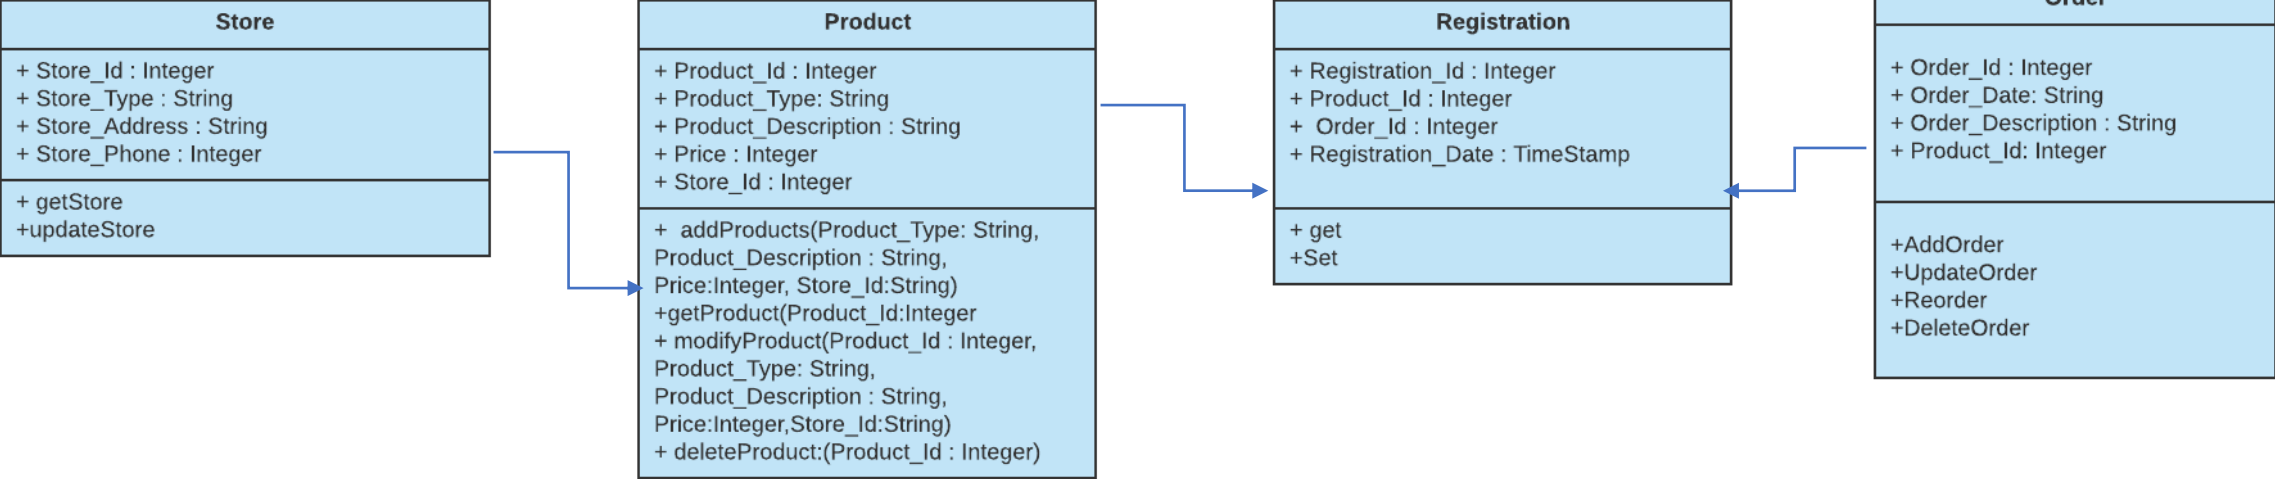 Store
+ Store_Id : Integer
+ Store_Type : String
+ Store_Address : String
+ Store_Phone : Integer
+ getStore
+updateStore
Product
+ Product_Id : Integer
+ Product_Type: String
+ Product_Description : String
+ Price : Integer
+ Store_Id : Integer
+  addProducts(Product_Type: String,
Product_Description : String,
Price:Integer, Store_Id:String)
+getProduct(Product_Id:Integer
+ modifyProduct(Product_Id : Integer,
Product_Type: String,
Product_Description : String,
Price:Integer,Store_Id:String)
+ deleteProduct:(Product_Id : Integer)
Registration
+ Registration_Id : Integer
+ Product_Id : Integer
+  Order_Id : Integer
+ Registration_Date : TimeStamp
+ get
+Set
Order
+ Order_Id : Integer
+ Order_Date: String
+ Order_Description : String
+ Product_Id: Integer
+AddOrder
+UpdateOrder
+Reorder
+DeleteOrder